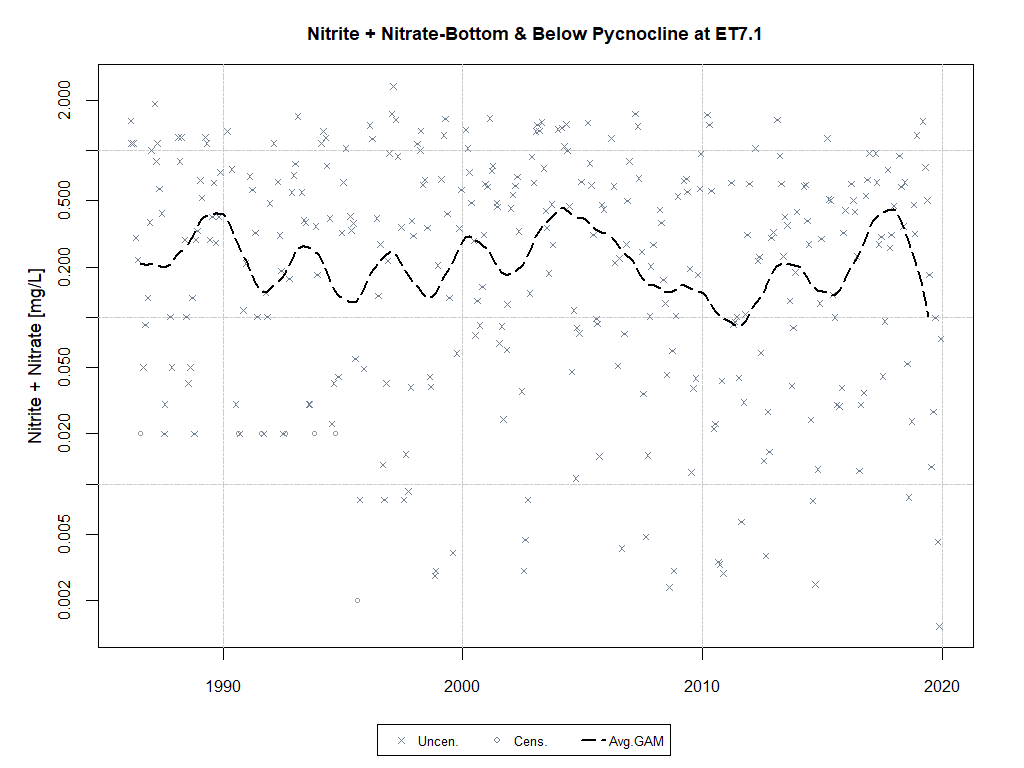 Nitrite + Nitrate-Bottom & Below Pycnocline at ET7.1
Nitrite + Nitrate [mg/L]
2.000
0.500
0.200
0.050
0.020
0.005
0.002
1990 2000 2010 2020
Uncen. Cens. Avg.GAM